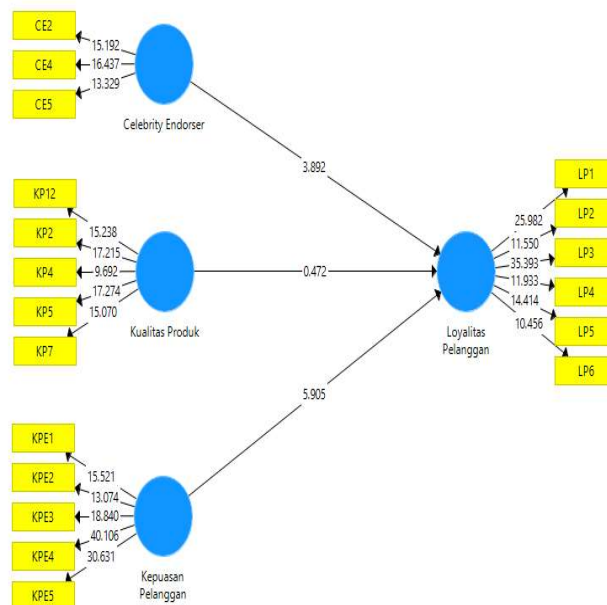 CE2
15.192
CE4
16.437
13.329
CE5
Celebrity Endorser
3.892
KP12
15.238
KP2
17.215
KP4
9.692
17.274
KP5
15.070
KP7
Kualitas Produk
0.472
LP1
25.982
LP2
11.550
35.393
LP3
11.933
LP4
14.414
10.456
LP5
LP6
Loyalitas
Pelanggan
5.905
KPE1
15.521
KPE2
13.074
KPE3
18.840
40.106
KPE4
30.631
KPE5
Kepuasan
Pelanggan